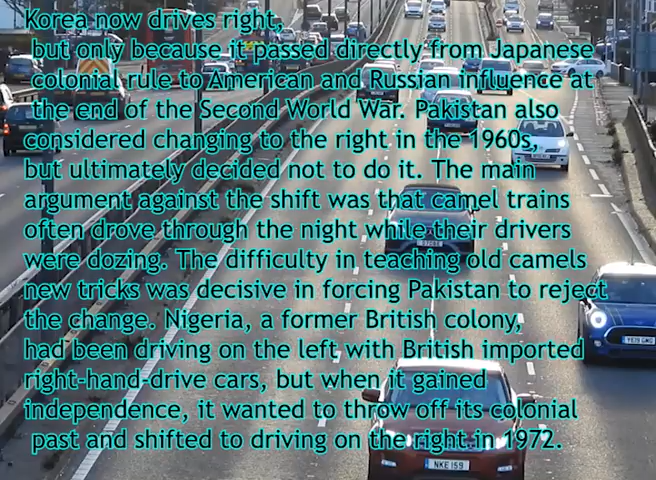 Korea now drives right,
but only because it passed directly from Japanese
colonial rule to American and Russian influence at
the end of the Second World War. Pakistan also
considered changing to the right in the 1960s,
but ultimately decided not to do it. The main
argument against the shift was that camel trains
often drove through the night while their drivers
were dozing. The difficulty in teaching old camels
new tricks was decisive in forcing Pakistan to reject
the change. Nigeria, a former British colony,
had been driving on the left with British imported
right-hand-drive cars, but when it gained
independence, it wanted to throw off its colonial
past and shifted to driving on the right in 1972.
NKE 159